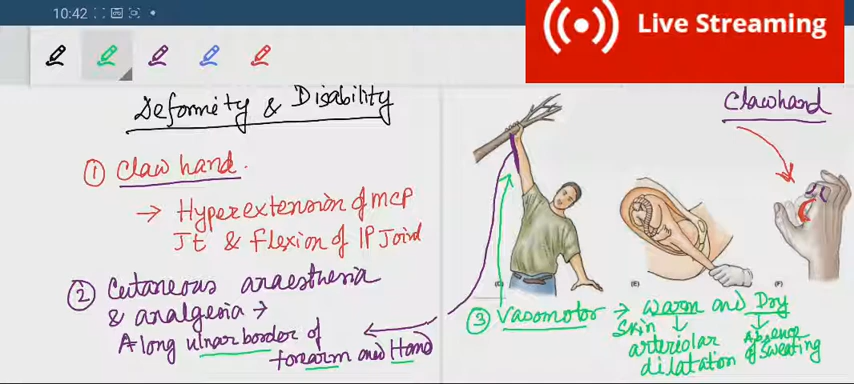 10:42
Live Streaming
Deformity & Disability
① Claw hand.
→ Hyperextension of MCP
Jt & flexion of IP Joint
② Cutaneous anaesthesia
& analgesia →
Along ulnar border of
forearm and Hand
Clawhand
(E)
(F)
③ Vasomotor → Warm and Dry
Skin
arteriolar
dilatation
Absence
of Sweating